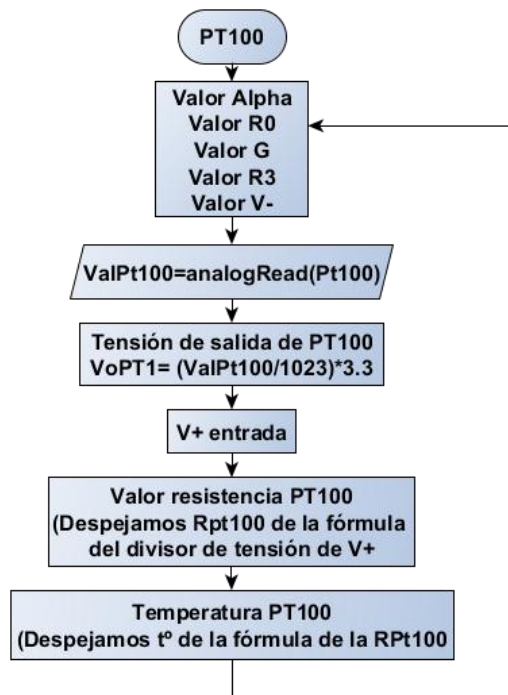 PT100
Valor Alpha
Valor R0
Valor G
Valor R3
Valor V-
ValPt100=analogRead(Pt100)
Tensión de salida de PT100
VoPT1= (ValPt100/1023)*3.3
V+ entrada
Valor resistencia PT100
(Despejamos Rpt100 de la fórmula
del divisor de tensión de V+
Temperatura PT100
(Despejamos tº de la fórmula de la RPt100